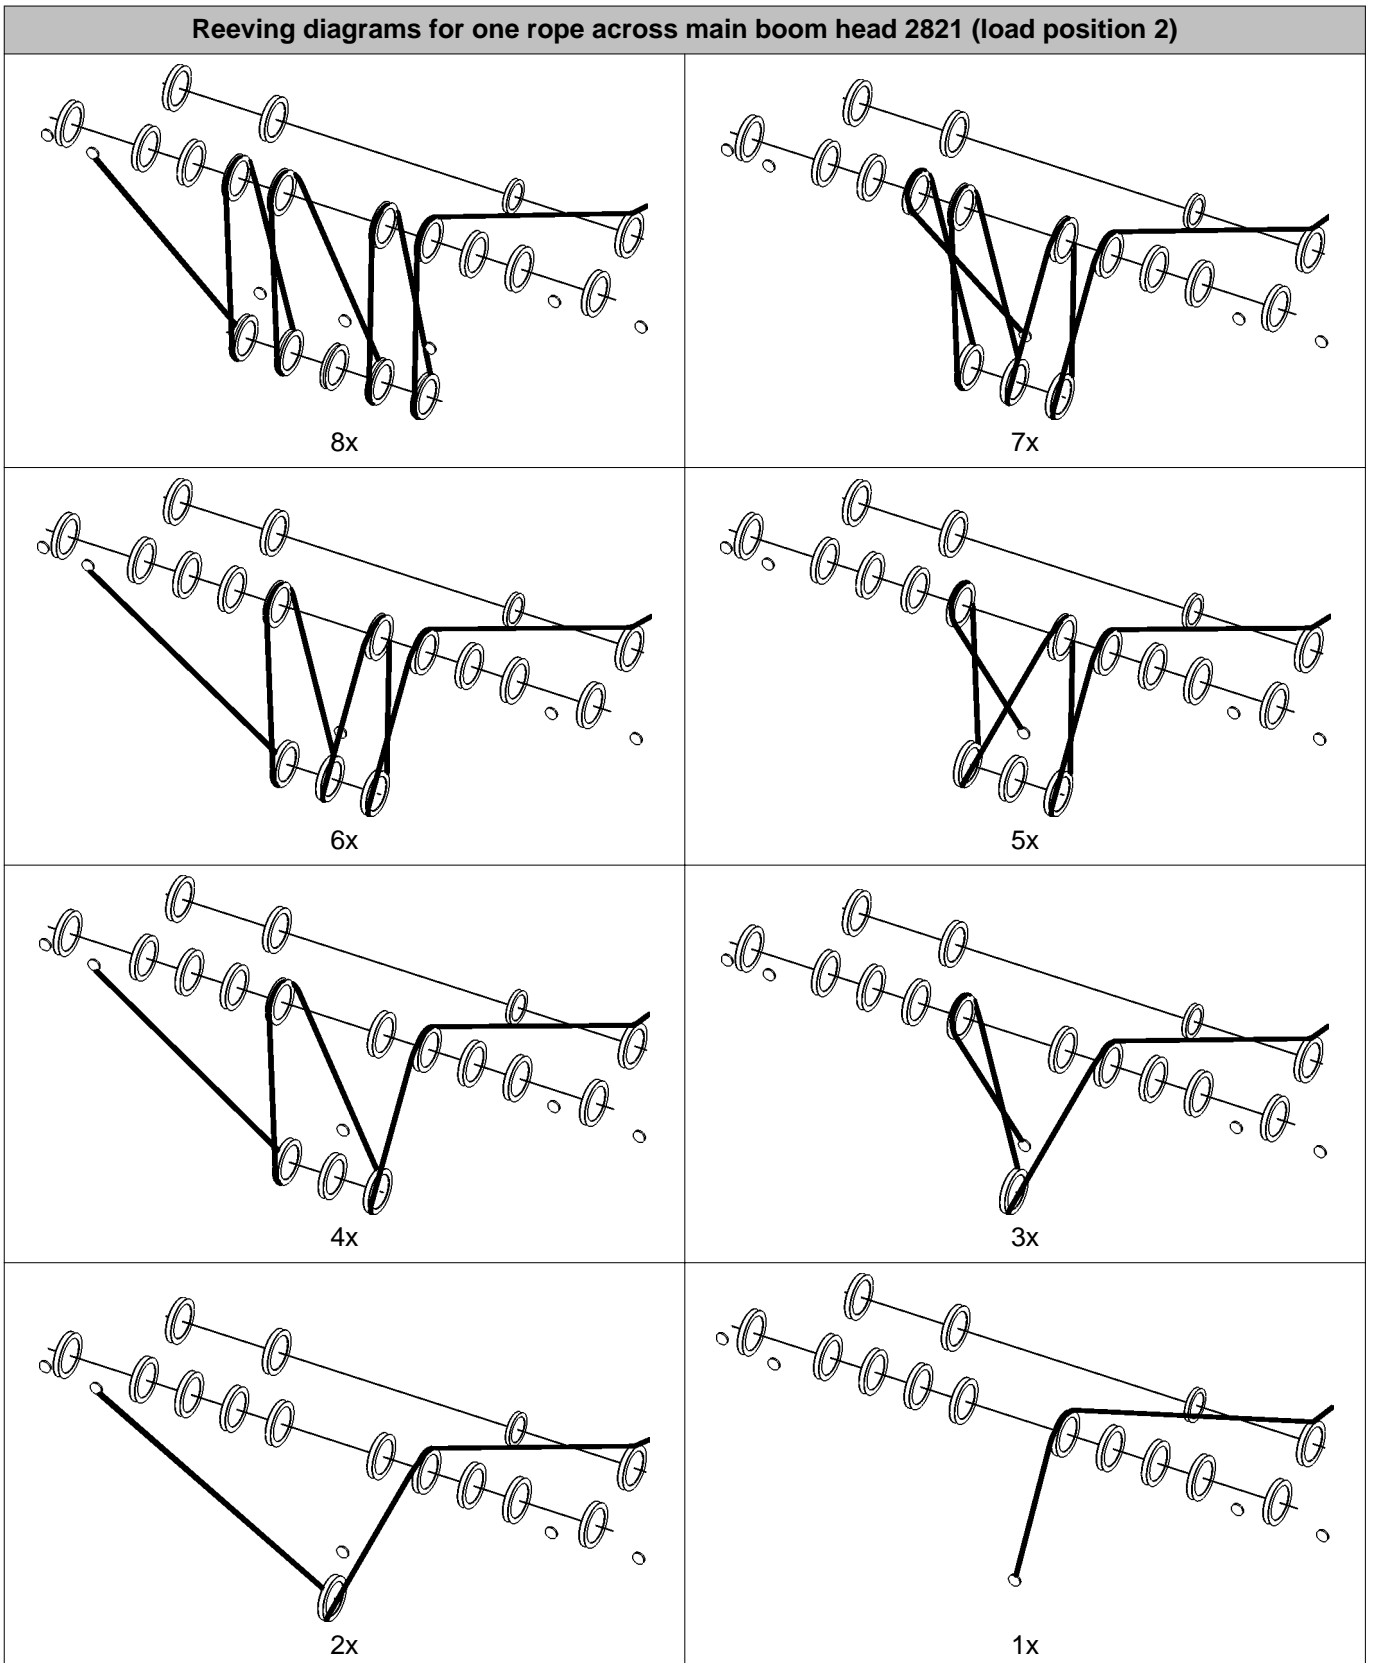 Reeving diagrams for one rope across main boom head 2821 (load position 2)
8x
7x
6x
5x
4x
3x
2x
1x